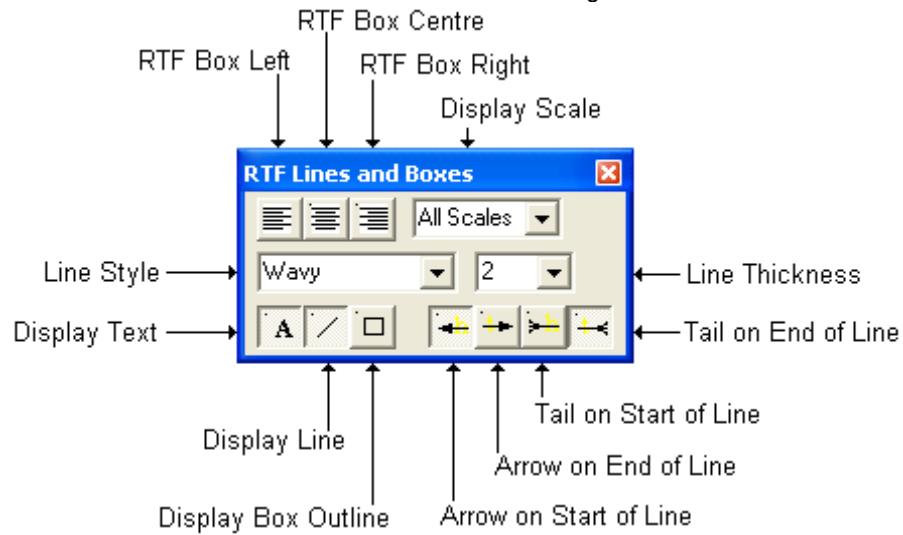 RTF Box Centre
RTF Box Left
RTF Box Right
Display Scale
RTF Lines and Boxes
All Scales
Line Style
Wavy
2
Line Thickness
Display Text
A
Tail on End of Line
Tail on Start of Line
Display Line
Arrow on End of Line
Display Box Outline
Arrow on Start of Line